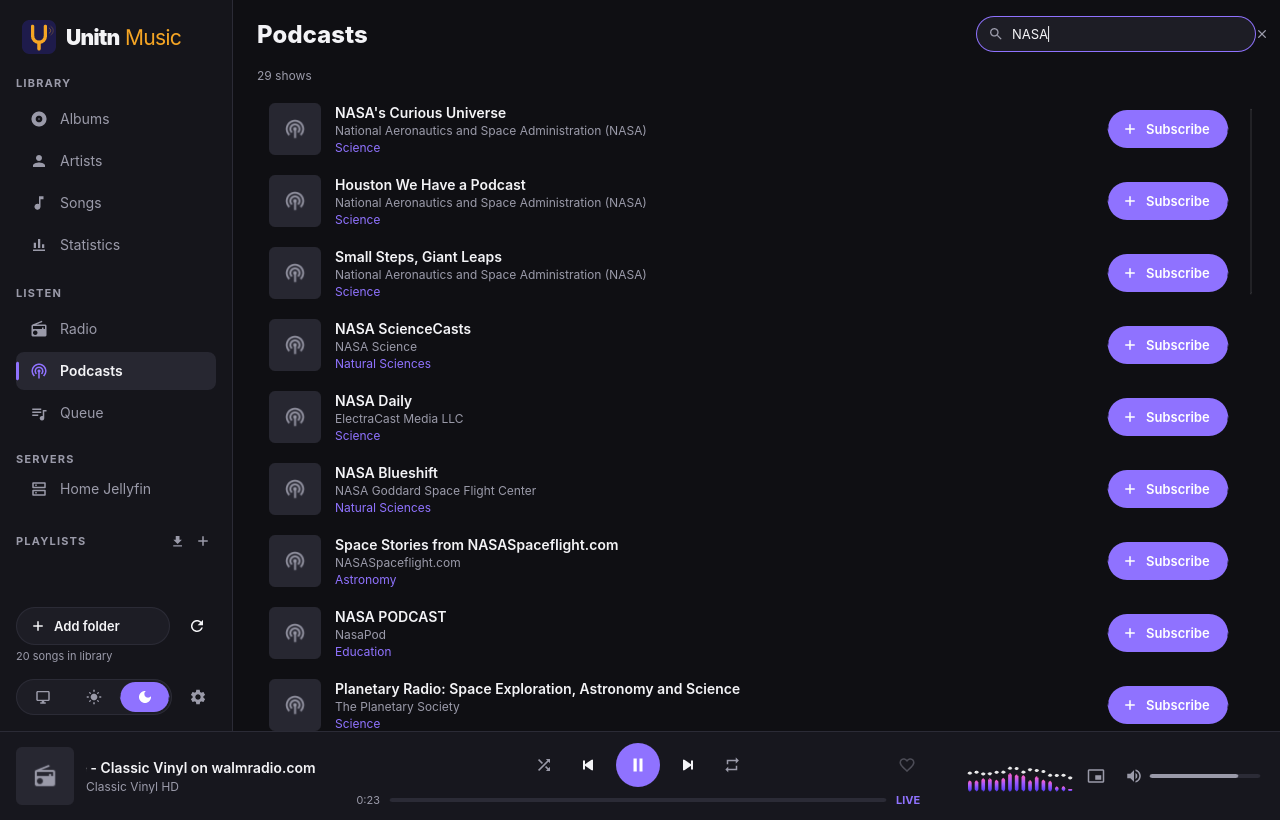 Unitn Music
Podcasts
NASA
29 shows
LIBRARY
Albums
Artists
Songs
Statistics
LISTEN
Radio
Podcasts
Queue
SERVERS
Home Jellyfin
PLAYLISTS
Add folder
20 songs in library
NASA's Curious Universe
National Aeronautics and Space Administration (NASA)
Science
Subscribe
Houston We Have a Podcast
National Aeronautics and Space Administration (NASA)
Science
Subscribe
Small Steps, Giant Leaps
National Aeronautics and Space Administration (NASA)
Science
Subscribe
NASA ScienceCasts
NASA Science
Natural Sciences
Subscribe
NASA Daily
ElectraCast Media LLC
Science
Subscribe
NASA Blueshift
NASA Goddard Space Flight Center
Natural Sciences
Subscribe
Space Stories from NASASpaceflight.com
NASASpaceflight.com
Astronomy
Subscribe
NASA PODCAST
NasaPod
Education
Subscribe
Planetary Radio: Space Exploration, Astronomy and Science
The Planetary Society
Science
Subscribe
- Classic Vinyl on walmradio.com
Classic Vinyl HD
0:23
LIVE